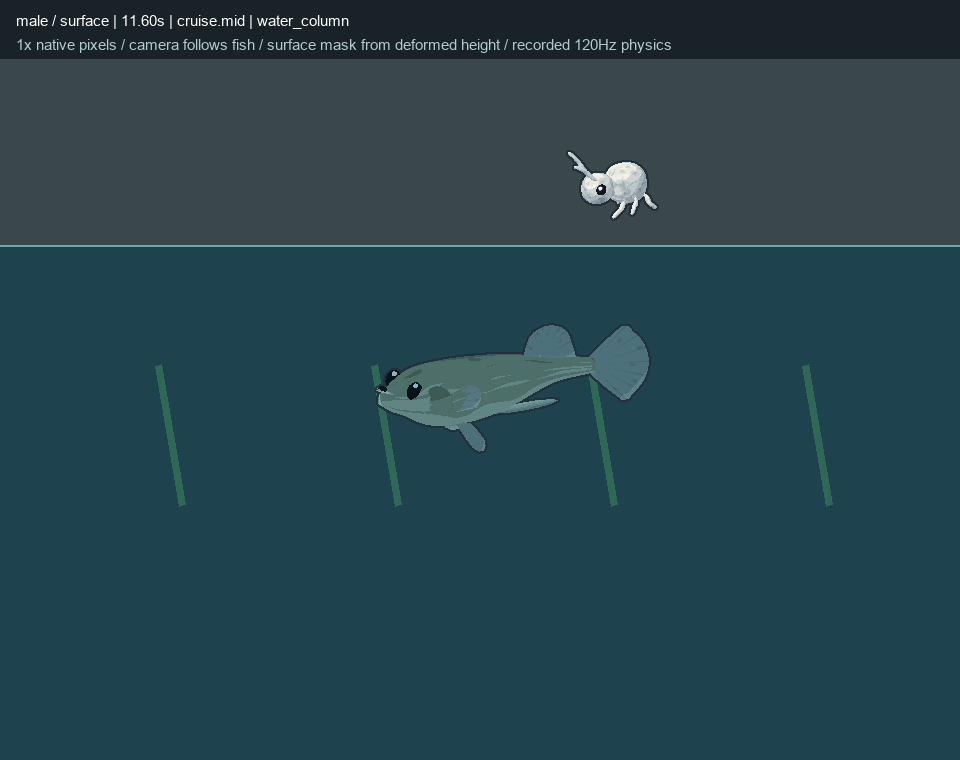 male / surface | 11.60s | cruise.mid | water_column
1x native pixels / camera follows fish / surface mask from deformed height / recorded 120Hz physics